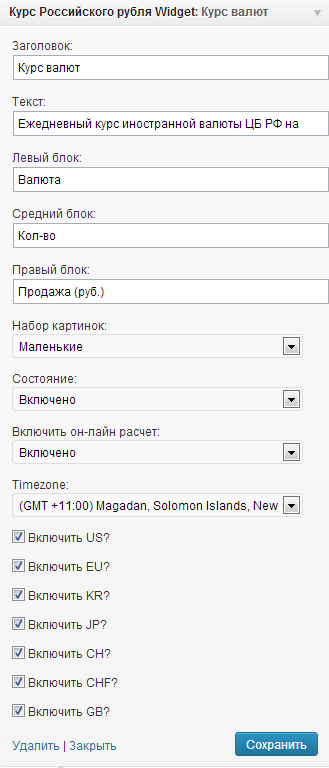 Курс Российского рубля Widget: Курс валют
Заголовок:
Курс валют
Текст:
Ежедневный курс иностранной валюты ЦБ РФ на
Левый блок:
Валюта
Средний блок:
Кол-во
Правый блок:
Продажа (руб.)
Набор картинок:
Маленькие
Состояние:
Включено
Включить он-лайн расчет:
Включено
Timezone:
(GMT +11:00) Magadan, Solomon Islands, New
Включить US?
Включить EU?
Включить KR?
Включить JP?
Включить CH?
Включить CHF?
Включить GB?
Удалить | Закрыть
Сохранить